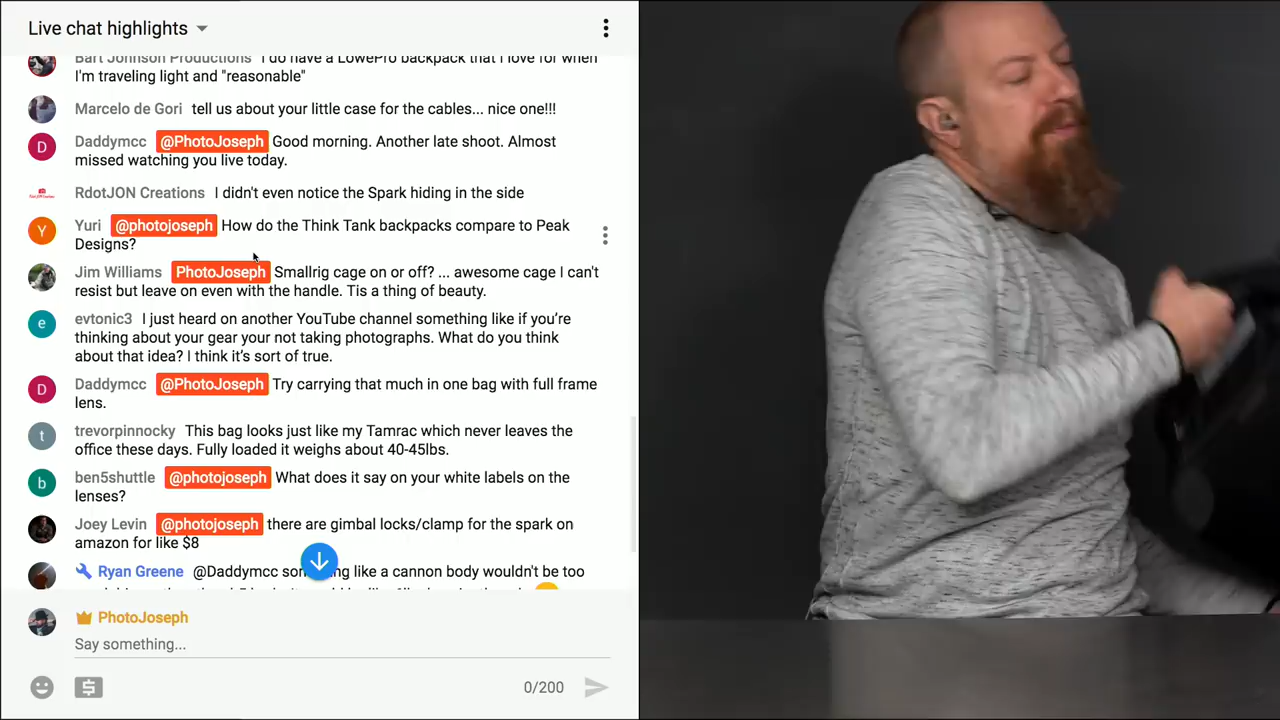 Live chat highlights
Bart Johnson Productions I do have a LowePro backpack that I love for when
I'm traveling light and "reasonable"
Marcelo de Gori tell us about your little case for the cables... nice one!!!
D
Daddymcc @PhotoJoseph Good morning. Another late shoot. Almost
missed watching you live today.
RdotJON Creations I didn't even notice the Spark hiding in the side
Y
Yuri @photojoseph How do the Think Tank backpacks compare to Peak
Designs?
Jim Williams PhotoJoseph Smallrig cage on or off? ... awesome cage I can't
resist but leave on even with the handle. Tis a thing of beauty.
e
evtonic3 I just heard on another YouTube channel something like if you’re
thinking about your gear your not taking photographs. What do you think
about that idea? I think it’s sort of true.
D
Daddymcc @PhotoJoseph Try carrying that much in one bag with full frame
lens.
t
trevorpinnocky This bag looks just like my Tamrac which never leaves the
office these days. Fully loaded it weighs about 40-45lbs.
b
ben5shuttle @photojoseph What does it say on your white labels on the
lenses?
Joey Levin @photojoseph there are gimbal locks/clamp for the spark on
amazon for like $8
Ryan Greene @Daddymcc like a cannon body wouldn't be too
PhotoJoseph
Say something...
0/200